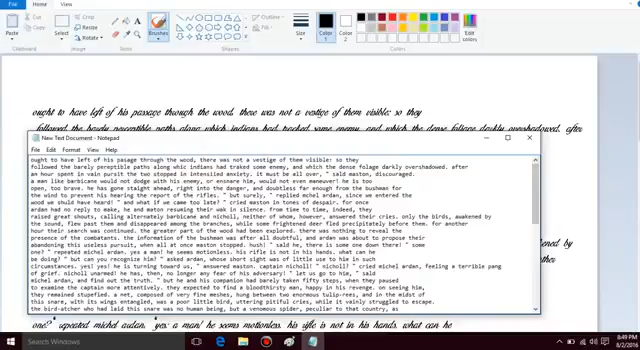 File
Home
View
Paste
Crop
Resize
Select
Rotate
Brushes
Outline
Fill
Size
Color 1
Color 2
Edit colors
Clipboard
Image
Tools
Shapes
Colors
ought to have left of his passage through the wood, there was not a vestige of them visible; so they
followed the barely perceptible paths along which indians had tracked some enemy, and which the dense foliage darkly overshadowed. after
New Text Document - Notepad
File Edit Format View Help
ought to have left of his pasage through the wood, there was not a vestige of them visible: so they
followed the barely perceptible paths along whic indians had traked some enemy, and which the dense folage darkly overshadowed. after
am hour spent in vain pursuit the two stopped in intensiied anxiety. it must be all over, " said maston, discouraged.
a man like barbicane would not dodge with his enemy, or ensnare him, would not even maneuver! he is too
open, too brave. he has gone staight ahead, right into the danger, and doubtless far enough from the bushman for
the wind to prevent his hearing the report of the rifles. " but surely, " replied michel ardan, since we entered the
wood we should have heard! " and what if we came too late? " cried maston in tones of despair. for once
ardan had no reply to make, he and maston resuming their walk in silence. from time to time, indeed, they
raised great shouts, calling alternately barbicane and nicholl, neither of whom, however, answered their cries. only the birds, awakened by
the sound, flew past them and disappeared among the branches, while some frightened deer fled precipitately before them. for another
hour their search was continued. the greater part of the wood had been explored. there was nothing to reveal the
presence of the combatants. the information of the bushman was after all doubtful, and ardan was about to propose their
abandoning this useless pursuit, when all at once maston stopped. hush! " said he, there is some one down there! " some
one? " repeated michel ardan. yes a man! he seems motionless. his rifle is not in his hands. what can he
be doing? " but can you recognize him? " asked ardan, whose short sight was of little use to him in such
circumstances. yes! yes! he is turning toward us, " answered maston. captain nicholl! " nicholl? " cried michel ardan, feeling a terrible pang
of grief. nicholl unarmed! he has, then, no longer any fear of his adversary! " let us go to him, " said
michel ardan, and find out the truth. " but he and his companion had barely taken fifty steps, when they paused
to examine the captain more attentively. they expected to find a bloodthirsty man, happy in his revenge. on seeing him,
they remained stupefied. a net, composed of very fine meshes, hung between two enormous tulip-trees, and in the midst of
this snare, with its wings entangled, was a poor little bird, uttering pitiful cries, while it vainly struggled to escape.
the bird-catcher who had laid this snare was no human being, but a venomous spider, peculiar to that country, as
ened by
other
one? " repeated michel ardan. yes a man! he seems motionless. his rifle is not in his hands. what can he
Search Windows
8:49 PM
8/2/2016